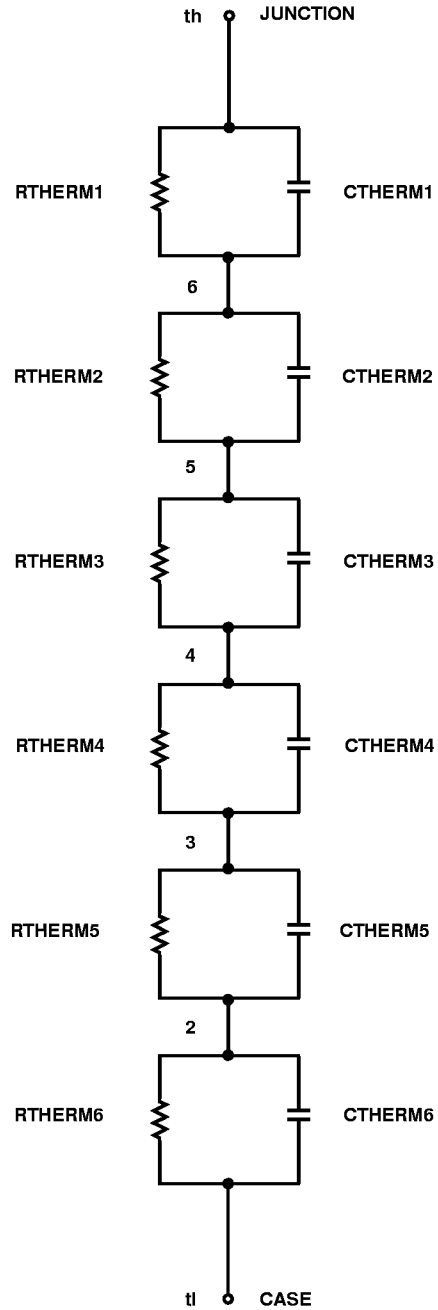 th JUNCTION
RTHERM1 CTHERM1
6
RTHERM2 CTHERM2
5
RTHERM3 CTHERM3
4
RTHERM4 CTHERM4
3
RTHERM5 CTHERM5
2
RTHERM6 CTHERM6
tl CASE